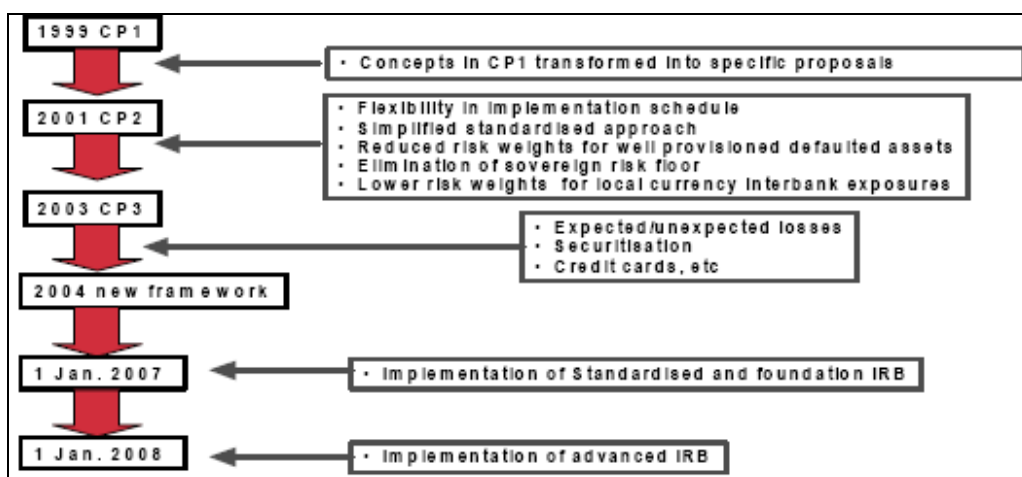 1999 CP1
· Concepts in CP1 transformed into specific proposals
2001 CP2
· Flexibility in implementation schedule
· Simplified standardised approach
· Reduced risk weights for well provisioned defaulted assets
· Elimination of sovereign risk floor
· Lower risk weights for local currency interbank exposures
2003 CP3
· Expected/unexpected losses
· Securitisation
· Credit cards, etc
2004 new framework
1 Jan. 2007
· Implementation of Standardised and foundation IRB
1 Jan. 2008
· Implementation of advanced IRB